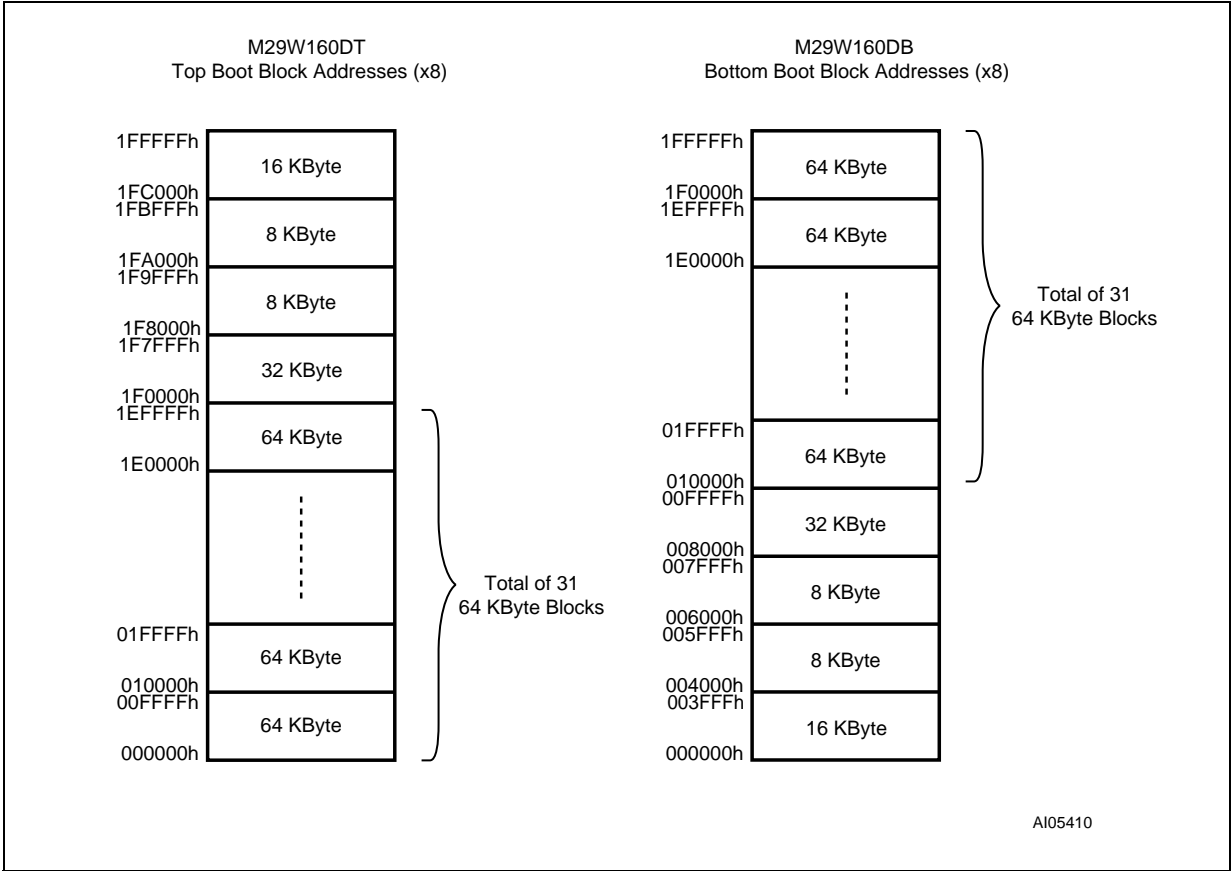 M29W160DT
Top Boot Block Addresses (x8)
1FFFFFh
16 KByte
1FC000h
1FBFFFh
8 KByte
1FA000h
1F9FFFh
8 KByte
1F8000h
1F7FFFh
32 KByte
1F0000h
1EFFFFh
64 KByte
1E0000h
Total of 31
64 KByte Blocks
01FFFFh
64 KByte
010000h
00FFFFh
64 KByte
000000h
M29W160DB
Bottom Boot Block Addresses (x8)
1FFFFFh
64 KByte
1F0000h
1EFFFFh
64 KByte
1E0000h
Total of 31
64 KByte Blocks
01FFFFh
64 KByte
010000h
00FFFFh
32 KByte
008000h
007FFFh
8 KByte
006000h
005FFFh
8 KByte
004000h
003FFFh
16 KByte
000000h
AI05410